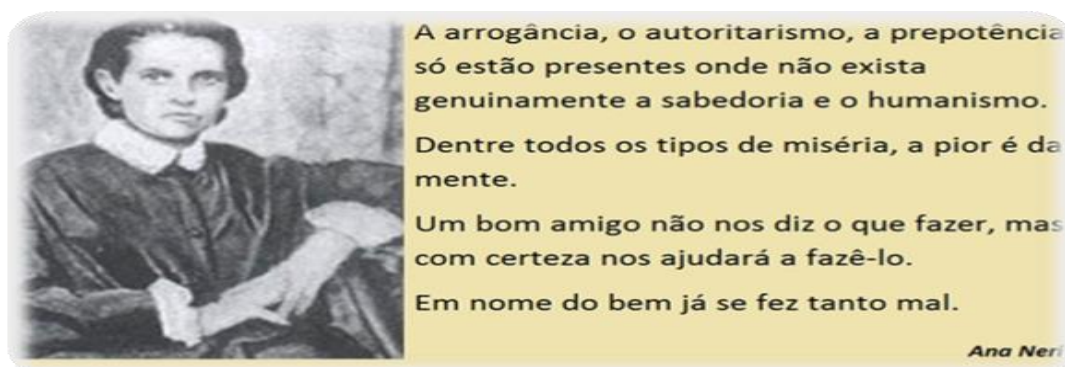 A arrogância, o autoritarismo, a prepotência
só estão presentes onde não exista
genuinamente a sabedoria e o humanismo.
Dentre todos os tipos de miséria, a pior é da
mente.
Um bom amigo não nos diz o que fazer, mas
com certeza nos ajudará a fazê-lo.
Em nome do bem já se fez tanto mal.
Ana Neri